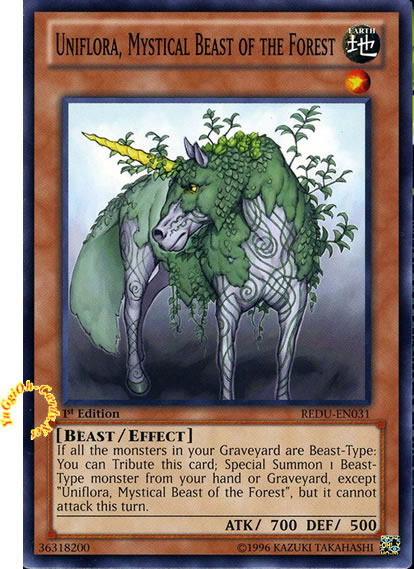 UNIFLORA, MYSTICAL BEAST OF THE FOREST
EARTH
地
YuGgiOh-Cards.Net
1st Edition
REDU-EN031
[BEAST/EFFECT]
If all the monsters in your Graveyard are Beast-Type:
You can Tribute this card; Special Summon 1 Beast-
Type monster from your hand or Graveyard, except
"Uniflora, Mystical Beast of the Forest", but it cannot
attack this turn.
ATK/ 700 DEF/ 500
36318200
©1996 KAZUKI TAKAHASHI